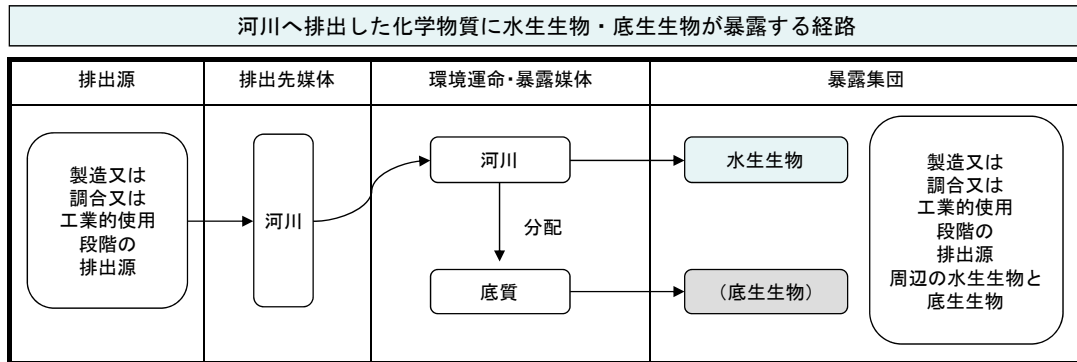 河川へ排出した化学物質に水生生物・底生生物が暴露する経路
排出源
排出先媒体
環境運命・暴露媒体
暴露集団
製造又は
調合又は
工業的使用
段階の
排出源
河川
河川
分配
底質
水生生物
（底生生物）
製造又は
調合又は
工業的使用
段階の
排出源
周辺の水生生物と
底生生物